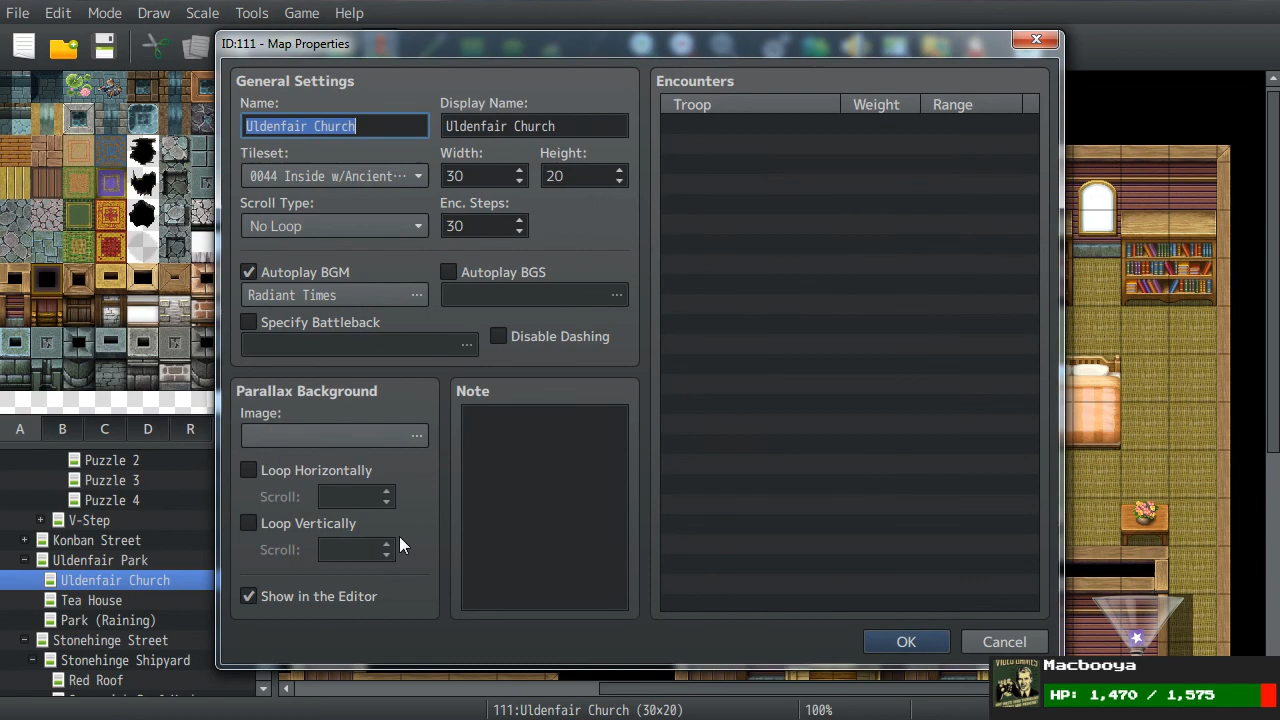 File Edit Mode Draw Scale Tools Game Help
ID:111 - Map Properties
General Settings
Name:
Display Name:
Uldenfair Church
Uldenfair Church
Tileset:
Width:
Height:
0044 Inside w/Ancient···
30
20
Scroll Type:
Enc. Steps:
No Loop
30
Autoplay BGM
Autoplay BGS
Radiant Times
Specify Battleback
Disable Dashing
Parallax Background
Image:
Loop Horizontally
Scroll:
Loop Vertically
Scroll:
Show in the Editor
Note
Encounters
Troop Weight Range
OK
Cancel
A B C D R
Puzzle 2
Puzzle 3
Puzzle 4
V-Step
Konban Street
Uldenfair Park
Uldenfair Church
Tea House
Park (Raining)
Stonehinge Street
Stonehinge Shipyard
Red Roof
111:Uldenfair Church (30x20)
100%
VIDEO GAMES
Macbooya
HP: 1,470 / 1,575